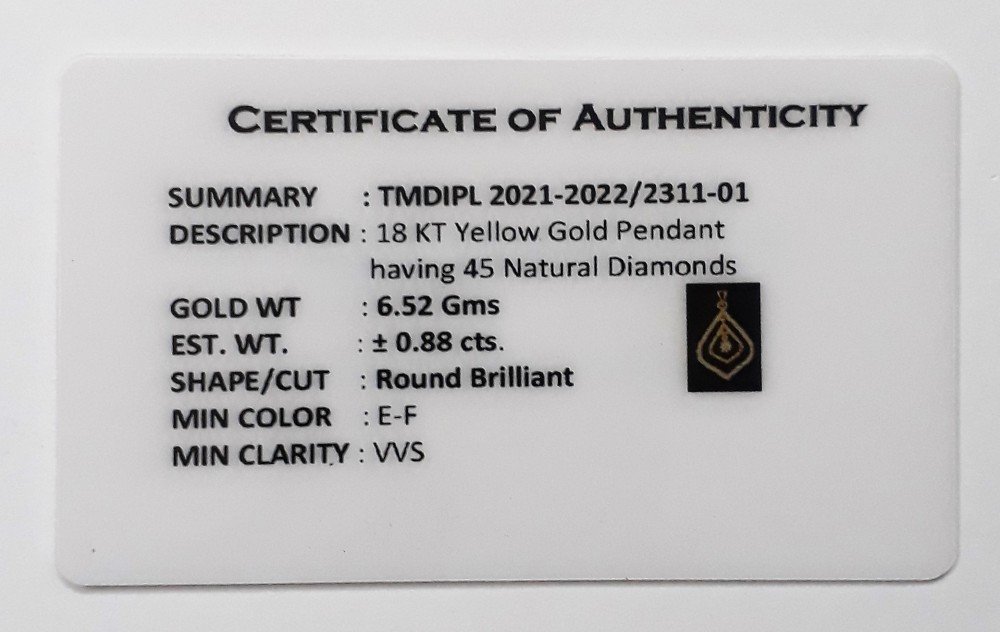 CERTIFICATE OF AUTHENTICITY
SUMMARY : TMDIPL 2021-2022/2311-01
DESCRIPTION : 18 KT Yellow Gold Pendant
having 45 Natural Diamonds
GOLD WT : 6.52 Gms
EST. WT. : ± 0.88 cts.
SHAPE/CUT : Round Brilliant
MIN COLOR : E-F
MIN CLARITY : VVS